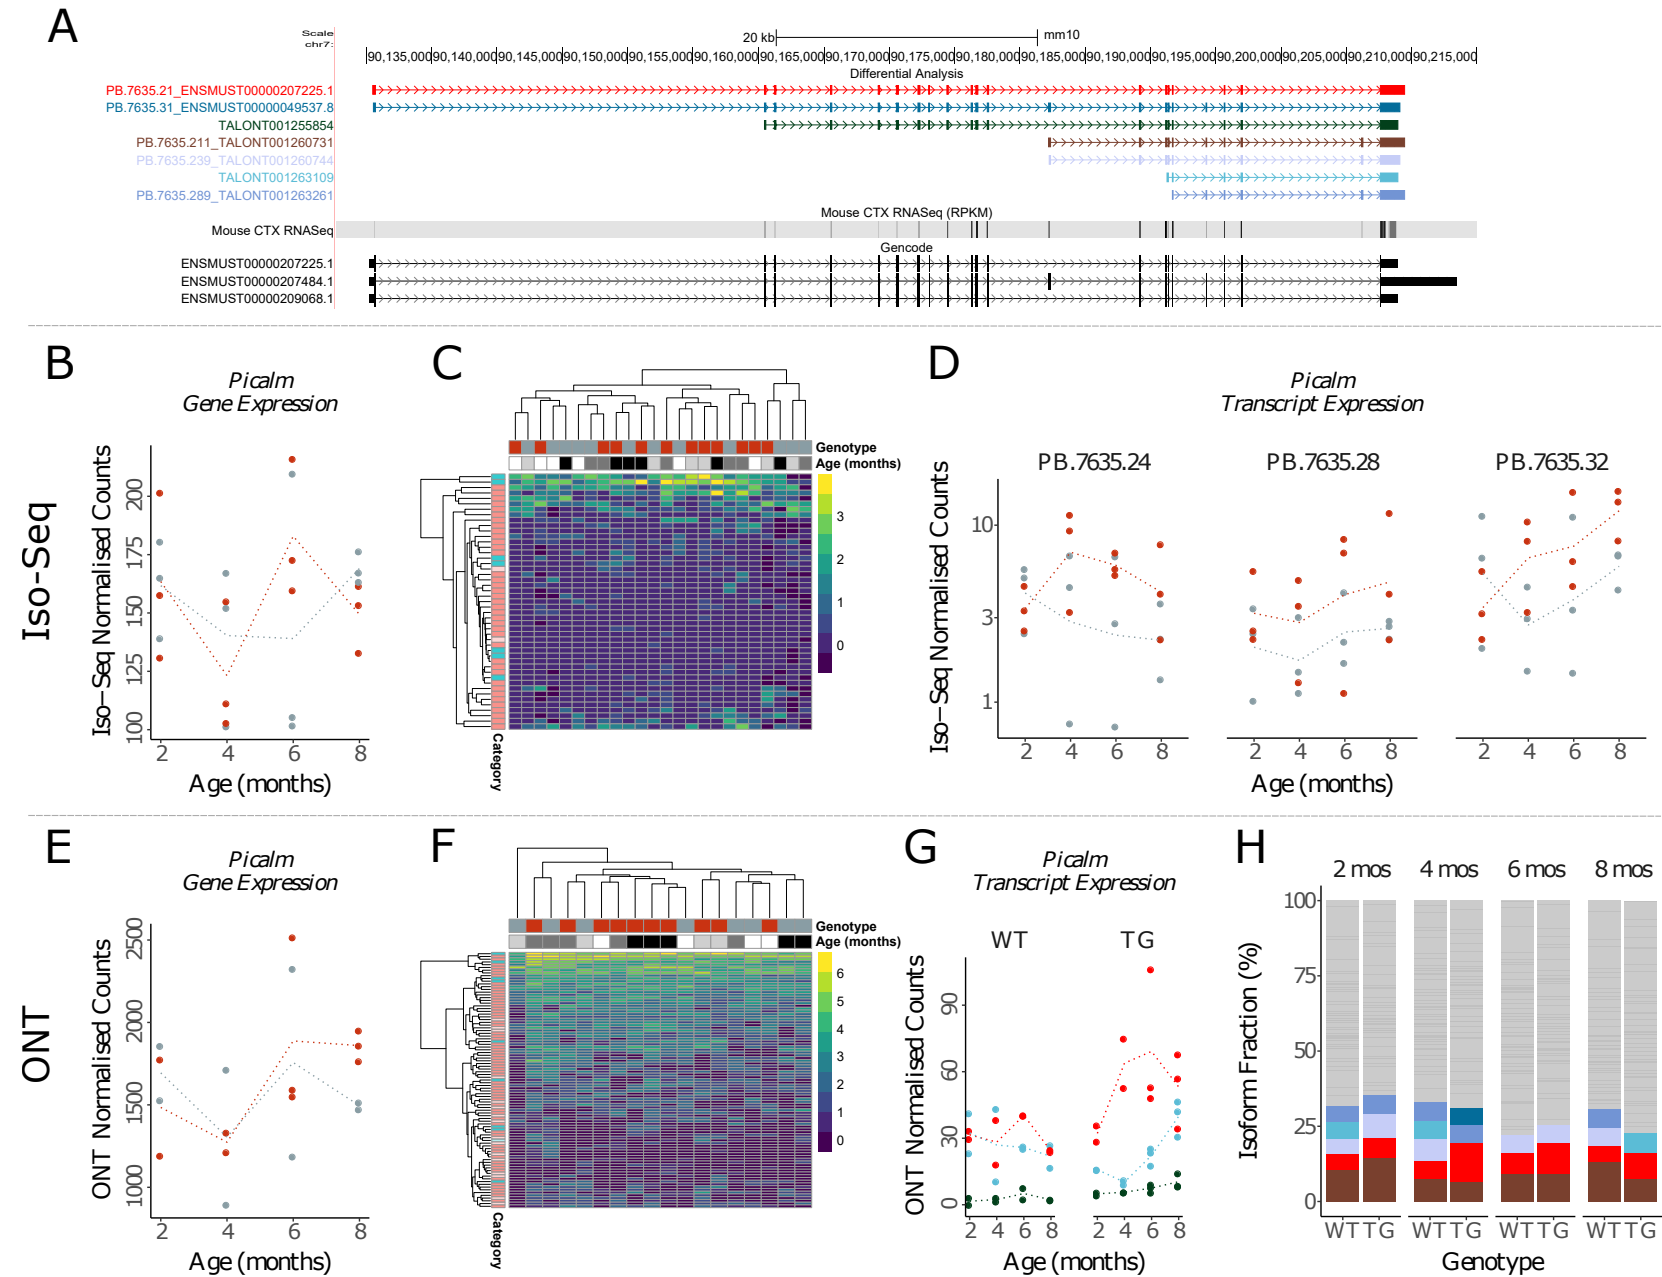 A
Scale
chr7:
20 kb
mm10
90,135,000 90,140,000 90,145,000 90,150,000 90,155,000 90,160,000 90,165,000 90,170,000 90,175,000 90,180,000 90,185,000 90,190,000 90,195,000 90,200,000 90,205,000 90,210,000 90,215,000
Differential Analysis
PB.7635.21_ENSMUST00000207225.1
PB.7635.31_ENSMUST00000049537.8
TALONT001255854
PB.7635.211_TALONT001260731
PB.7635.239_TALONT001260744
TALONT001263109
PB.7635.289_TALONT001263261
Mouse CTX RNASeq (RPKM)
Mouse CTX RNASeq
Gencode
ENSMUST00000207225.1
ENSMUST00000207484.1
ENSMUST00000209068.1
Iso-Seq
B
Picalm
Gene Expression
Iso-Seq Normalised Counts
200
175
150
125
100
2 4 6 8
Age (months)
C
Genotype
Age (months)
3
2
1
0
Category
D
Picalm
Transcript Expression
PB.7635.24 PB.7635.28 PB.7635.32
Iso-Seq Normalised Counts
10
3
1
2 4 6 8 2 4 6 8 2 4 6 8
Age (months)
ONT
E
Picalm
Gene Expression
ONT Normalised Counts
2500
2000
1500
1000
2 4 6 8
Age (months)
F
Genotype
Age (months)
6
5
4
3
2
1
0
Category
G
Picalm
Transcript Expression
WT TG
ONT Normalised Counts
90
60
30
0
2 4 6 8 2 4 6 8
Age (months)
H
2 mos 4 mos 6 mos 8 mos
Isoform Fraction (%)
100
75
50
25
0
WT TG WT TG WT TG WT TG
Genotype